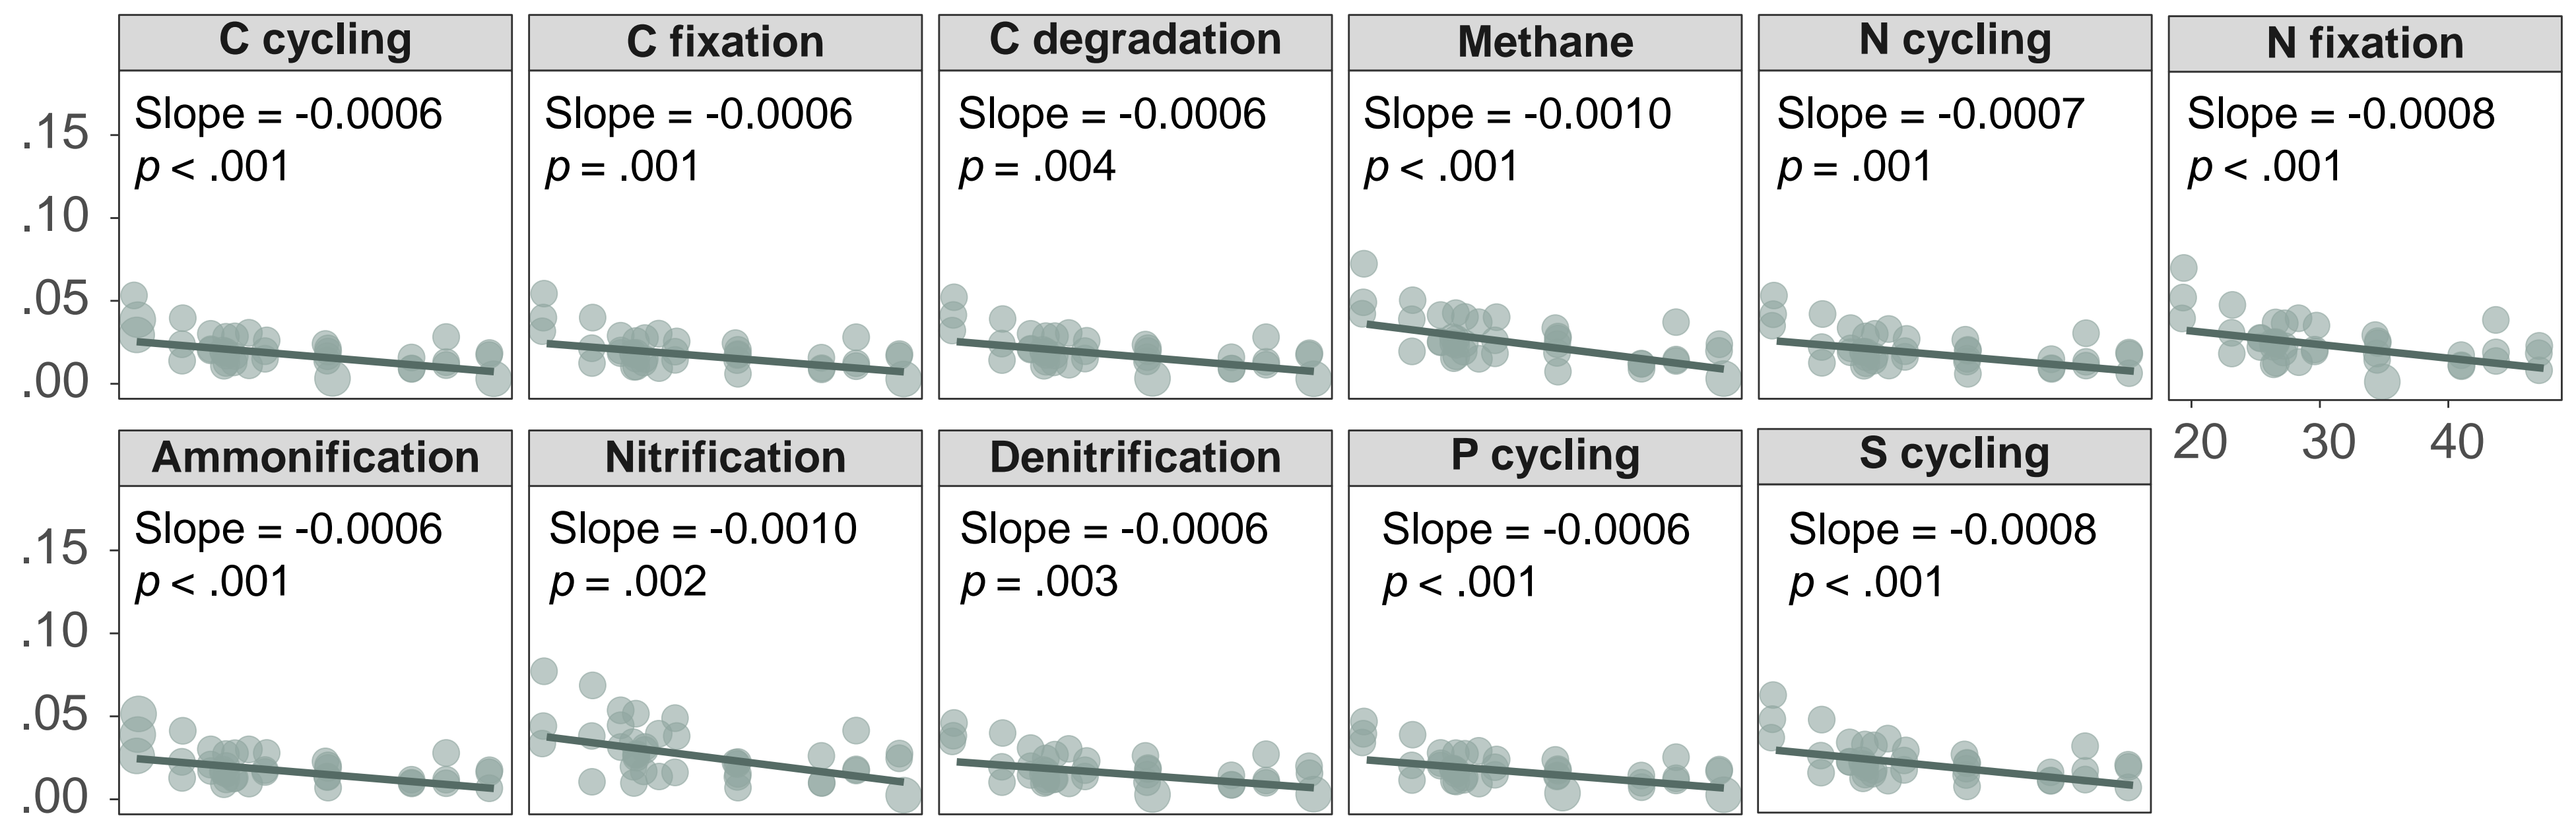 C cycling
C fixation
C degradation
Methane
N cycling
N fixation
Slope = -0.0006
p < .001
Slope = -0.0006
p = .001
Slope = -0.0006
p = .004
Slope = -0.0010
p < .001
Slope = -0.0007
p = .001
Slope = -0.0008
p < .001
.15
.10
.05
.00
20
30
40
Ammonification
Nitrification
Denitrification
P cycling
S cycling
Slope = -0.0006
p < .001
Slope = -0.0010
p = .002
Slope = -0.0006
p = .003
Slope = -0.0006
p < .001
Slope = -0.0008
p < .001
.15
.10
.05
.00